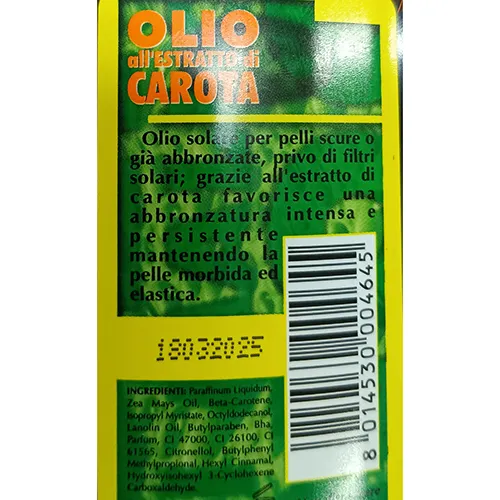 OLIO
all'ESTRATTO di
CAROTA
Olio solare per pelli scure o
già abbronzate, privo di filtri
solari; grazie all'estratto di
carota favorisce una
abbronzatura intensa e
persistente
mantenendo la
pelle morbida ed
elastica.
18032025
INGREDIENTI: Paraffinum Liquidum,
Zea Mays Oil, Beta-Carotene,
Isopropyl Myristate, Octyldodecanol,
Lanolin Oil, Butylparaben, Bha,
Parfum, CI 47000, CI 26100, CI
61565, Citronellol, Butylphenyl
Methylpropional, Hexyl Cinnamal,
Hydroxyisohexyl 3-Cyclohexene
Carboxaldehyde.
8 014530 004645